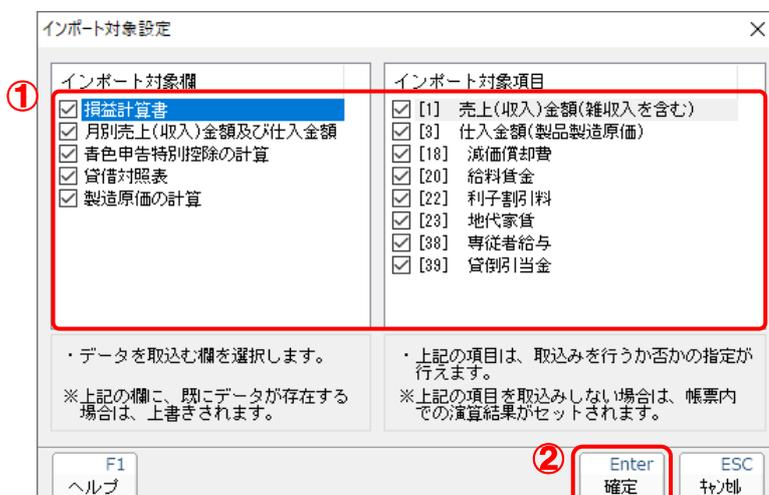 インポート対象設定
①
インポート対象欄
損益計算書
月別売上(収入)金額及び仕入金額
青色申告特別控除の計算
貸借対照表
製造原価の計算
インポート対象項目
[1] 売上(収入)金額(雑収入を含む)
[3] 仕入金額(製品製造原価)
[18] 減価償却費
[20] 給料賃金
[22] 利子割引料
[23] 地代家賃
[38] 専従者給与
[39] 貸倒引当金
・データを取込む欄を選択します。
※上記の欄に、既にデータが存在する
場合は、上書きされます。
・上記の項目は、取込みを行うか否かの指定が
行えます。
※上記の項目を取込みしない場合は、帳票内
での演算結果がセットされます。
F1
ヘルプ
②
Enter
確定
ESC
ｷｬﾝｾﾙ